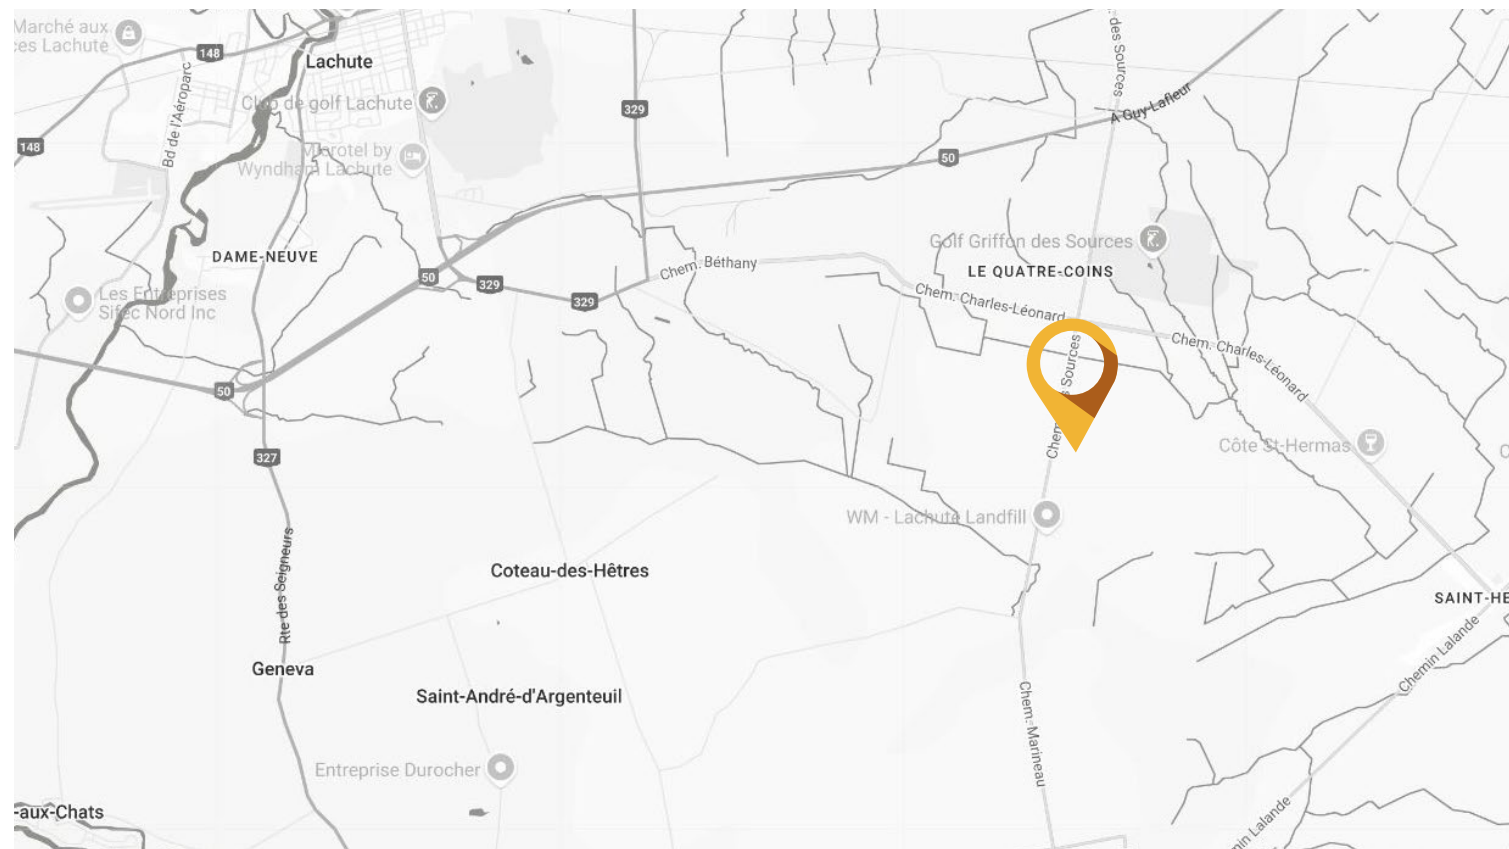 Marché aux
ces Lachute
148
Lachute
des Sources
Bd de l'Aéroparc
Club de golf Lachute
329
A Guy-Lafleur
148
Microtel by
Wyndham Lachute
50
Golf Griffon des Sources
DAME-NEUVE
Chem. Béthany
LE QUATRE-COINS
50
329
329
Les Entreprises
Sifec Nord Inc
Chem. Charles-Léonard
Chem. Charles-Léonard
Sources
50
Côte St-Hermas
327
WM - Lachute Landfill
Rte des Seigneurs
Coteau-des-Hêtres
SAINT-HE
Geneva
Saint-André-d'Argenteuil
Chemin Lalande
Chem. Marineau
Entreprise Durocher
-aux-Chats
min Lalande